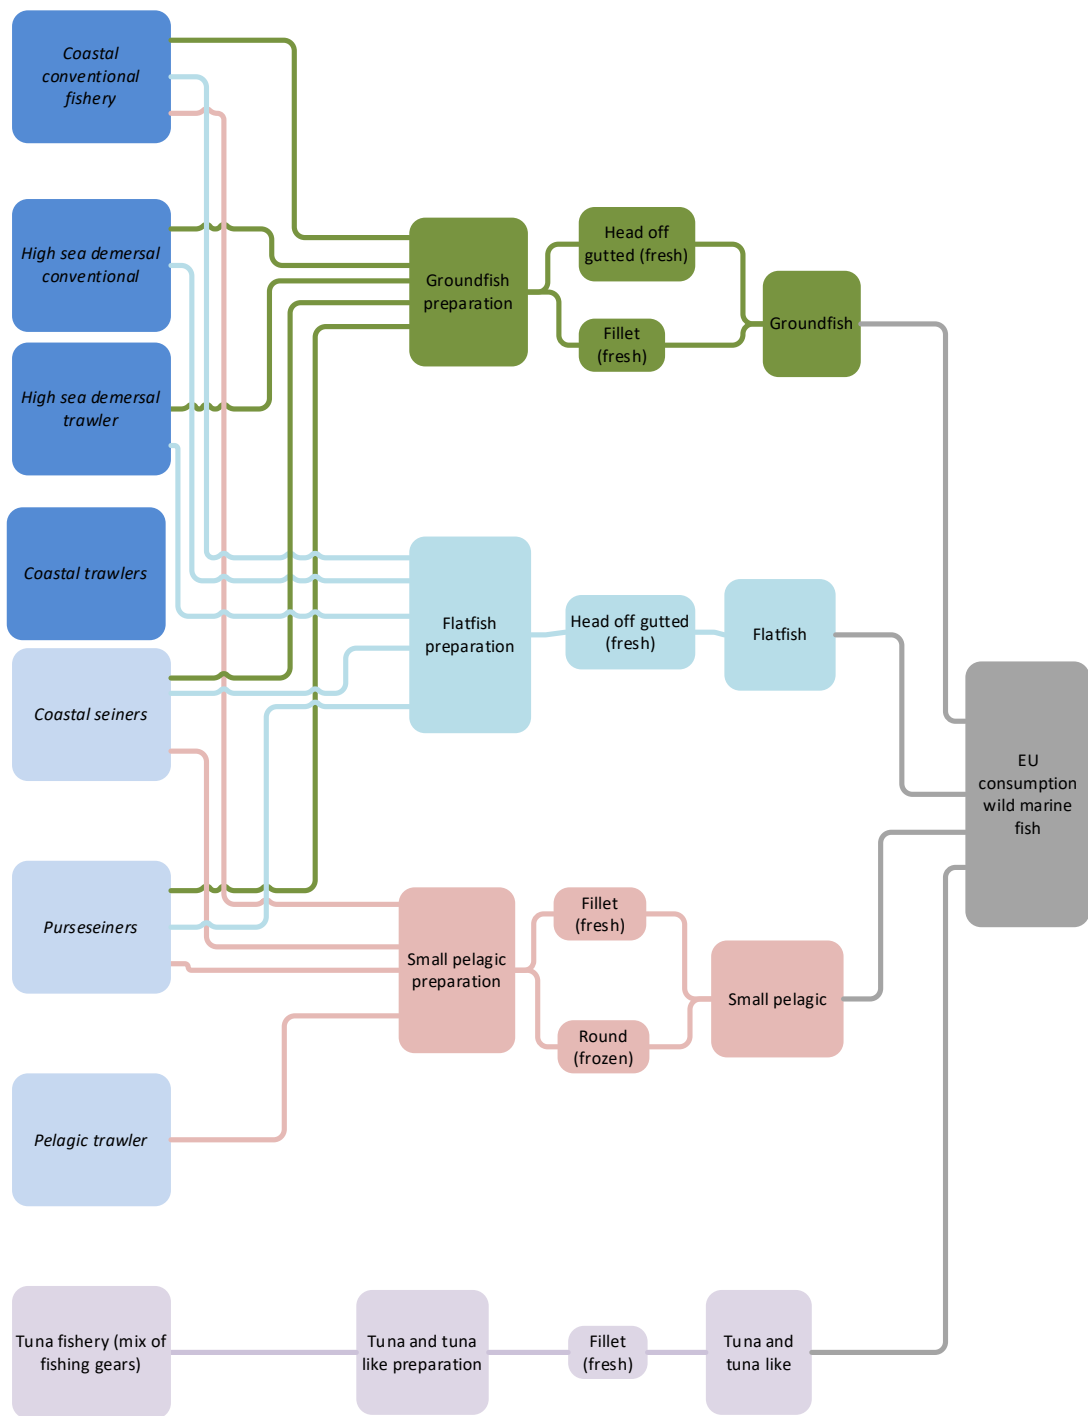 Coastal
conventional
fishery
High sea demersal
conventional
High sea demersal
trawler
Coastal trawlers
Coastal seiners
Purseseiners
Pelagic trawler
Tuna fishery (mix of
fishing gears)
Groundfish
preparation
Head off
gutted (fresh)
Fillet
(fresh)
Groundfish
Flatfish
preparation
Head off gutted
(fresh)
Flatfish
Small pelagic
preparation
Fillet
(fresh)
Round
(frozen)
Small pelagic
Tuna and tuna
like preparation
Fillet
(fresh)
Tuna and
tuna like
EU
consumption
wild marine
fish